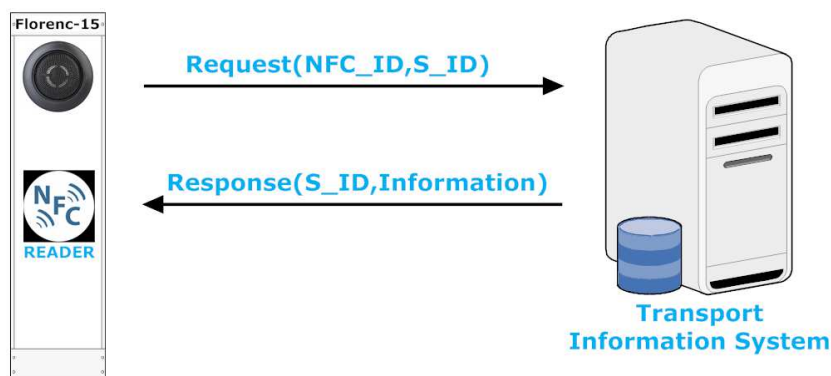 Florenc-15
Request(NFC_ID,S_ID)
Response(S_ID,Information)
NFC
READER
Transport
Information System